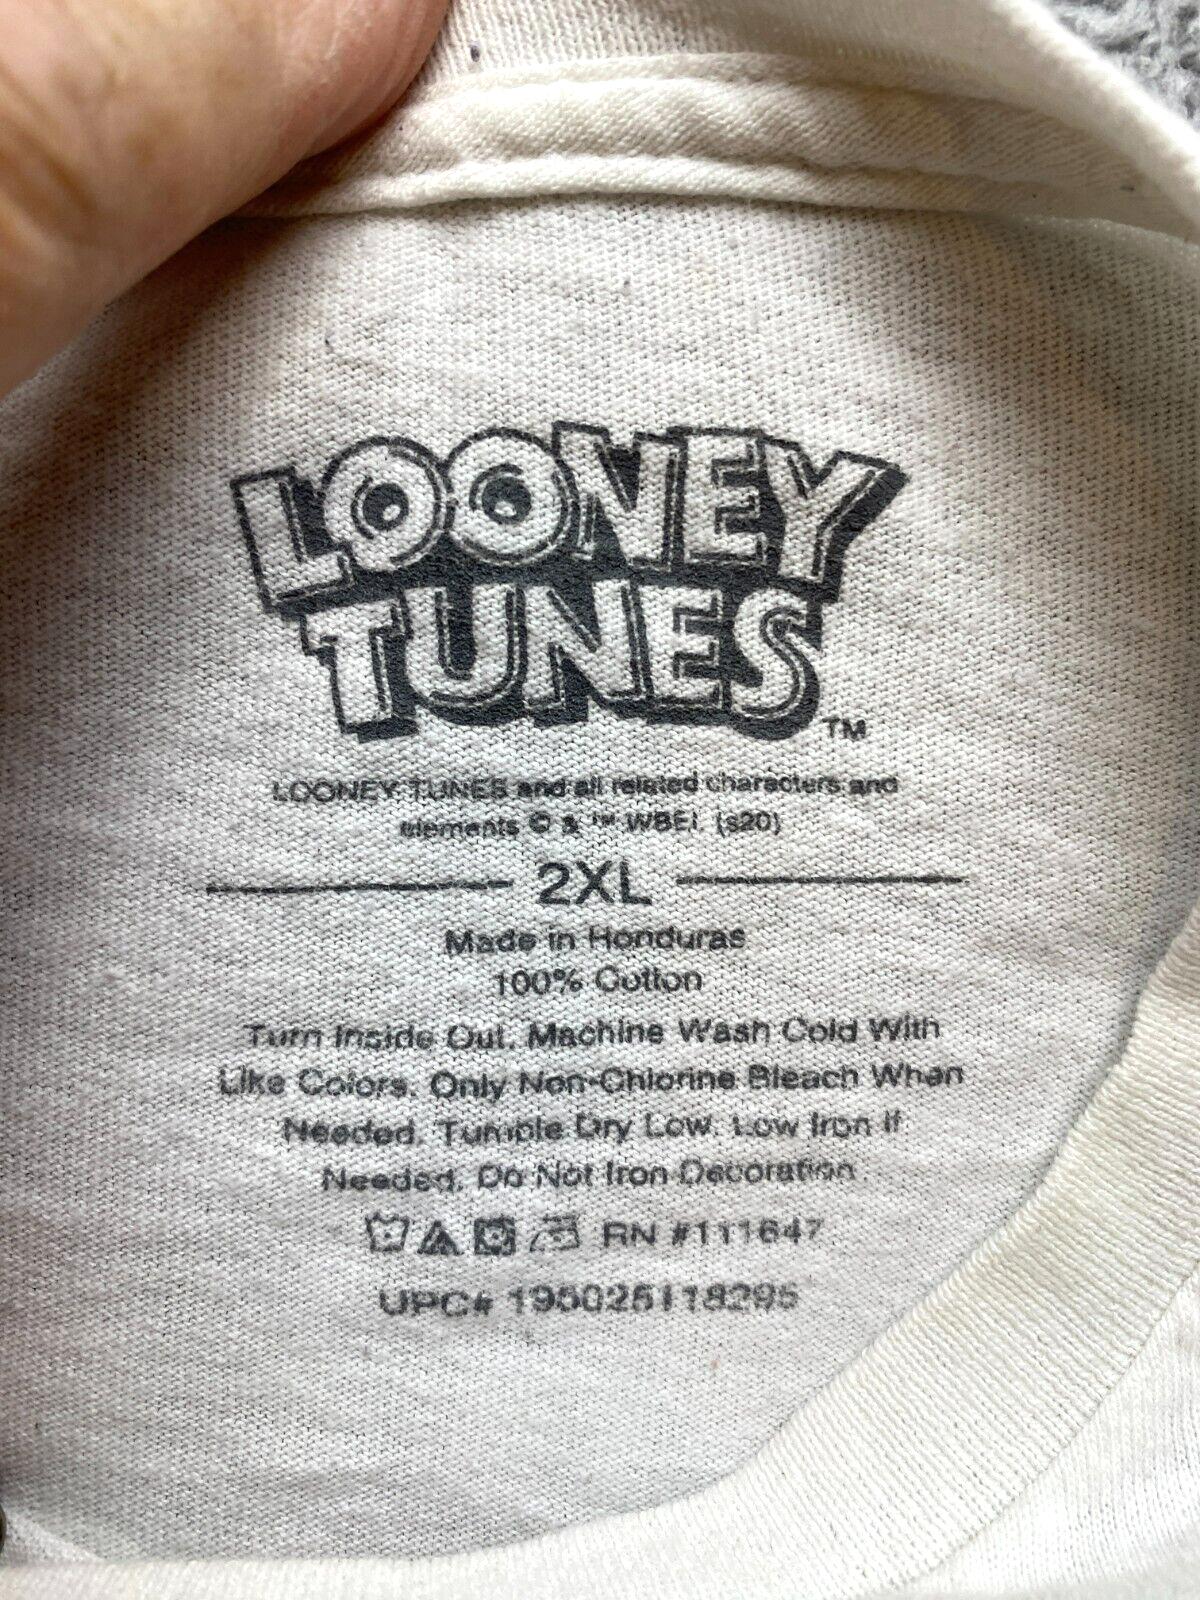 LOONEY
TUNES
TM
LOONEY TUNES and all related characters and
elements © & ™ WBEI. (s20)
2XL
Made in Honduras
100% Cotton
Turn Inside Out. Machine Wash Cold With
Like Colors. Only Non-Chlorine Bleach When
Needed. Tumble Dry Low. Low Iron If
Needed. Do Not Iron Decoration.
RN #111647
UPC#